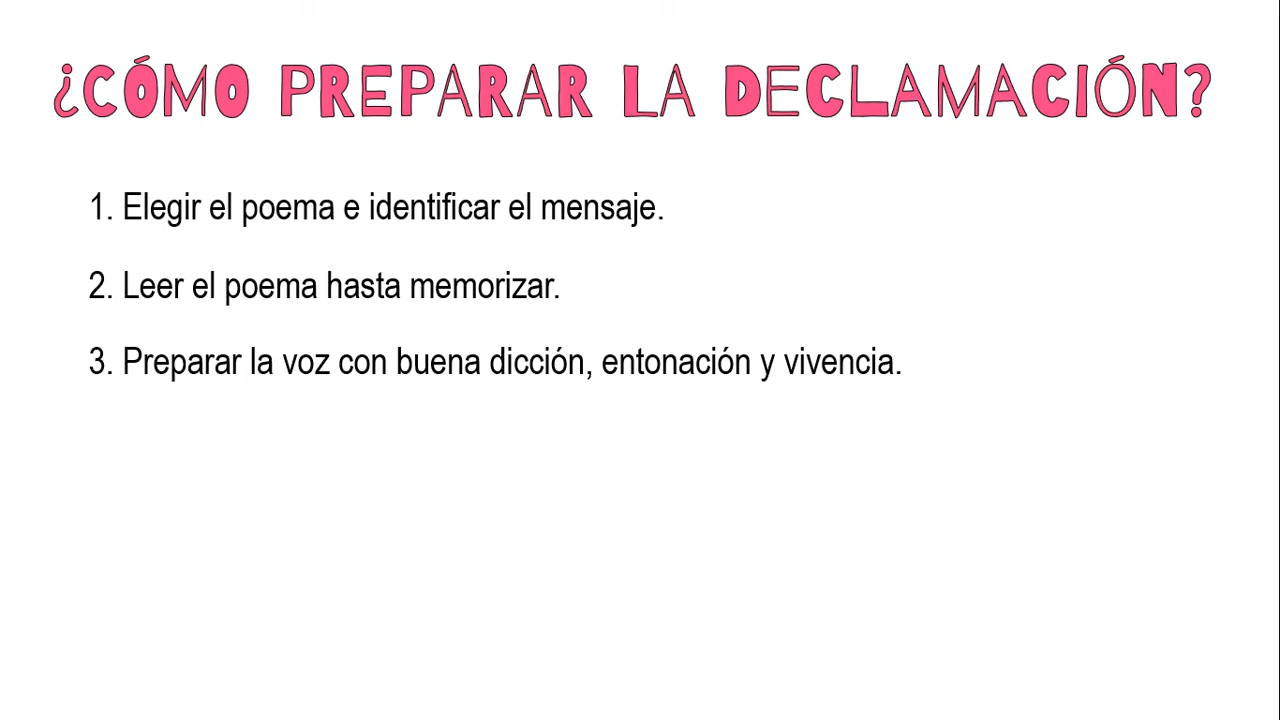 ¿CÓMO PREPARAR LA DECLAMACIÓN?
1. Elegir el poema e identificar el mensaje.
2. Leer el poema hasta memorizar.
3. Preparar la voz con buena dicción, entonación y vivencia.